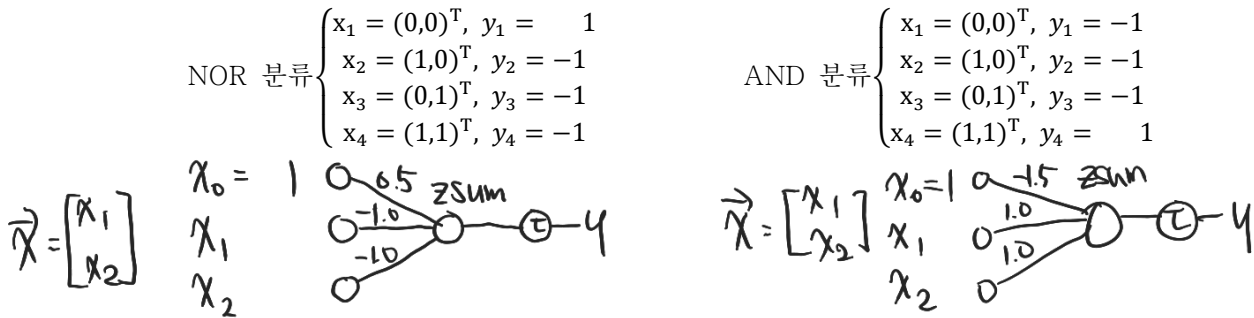 NOR 분류 x₁ = (0,0)ᵀ, y₁ = 1
x₂ = (1,0)ᵀ, y₂ = −1
x₃ = (0,1)ᵀ, y₃ = −1
x₄ = (1,1)ᵀ, y₄ = −1
x⃗ = [x₁ x₂]
x₀ = 1 0.5 zsum
x₁ -1.0 τ y
x₂ -1.0
AND 분류 x₁ = (0,0)ᵀ, y₁ = −1
x₂ = (1,0)ᵀ, y₂ = −1
x₃ = (0,1)ᵀ, y₃ = −1
x₄ = (1,1)ᵀ, y₄ = 1
x⃗ = [x₁ x₂]
x₀=1 -1.5 zsum
x₁ 1.0 τ y
x₂ 1.0